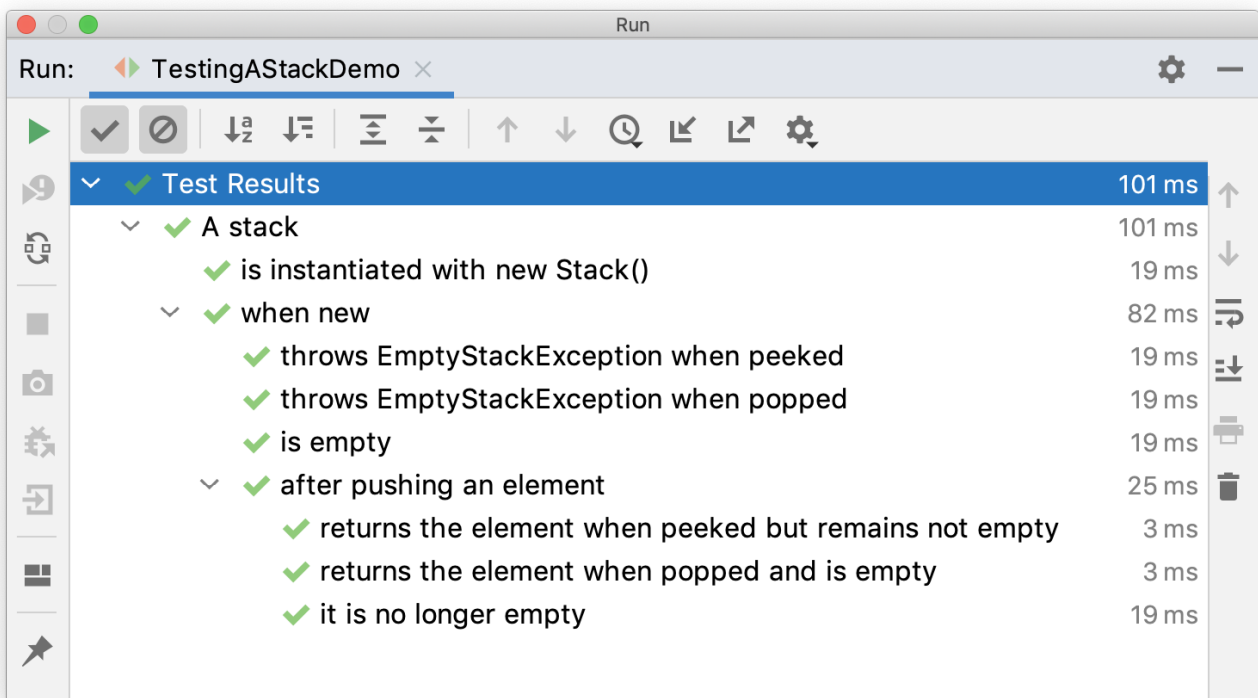 Run
Run: TestingAStackDemo
Test Results 101 ms
A stack 101 ms
is instantiated with new Stack() 19 ms
when new 82 ms
throws EmptyStackException when peeked 19 ms
throws EmptyStackException when popped 19 ms
is empty 19 ms
after pushing an element 25 ms
returns the element when peeked but remains not empty 3 ms
returns the element when popped and is empty 3 ms
it is no longer empty 19 ms